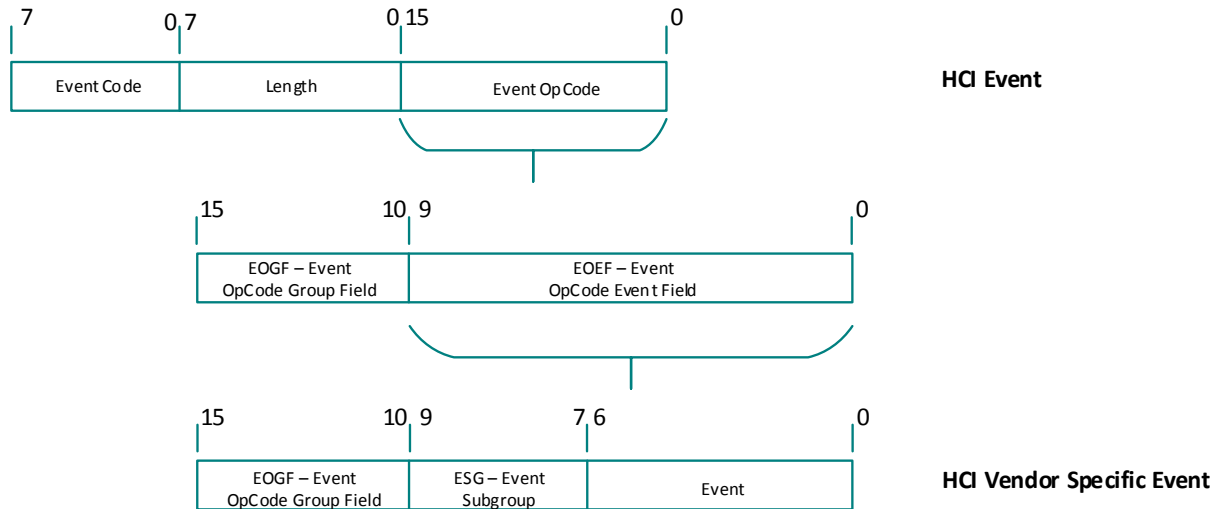 7 0 7 0 15 0
Event Code Length Event OpCode HCI Event
15 10 9 0
EOGF – Event EOEF – Event
OpCode Group Field OpCode Event Field
15 10 9 7 6 0
EOGF – Event ESG – Event
OpCode Group Field Subgroup Event HCI Vendor Specific Event